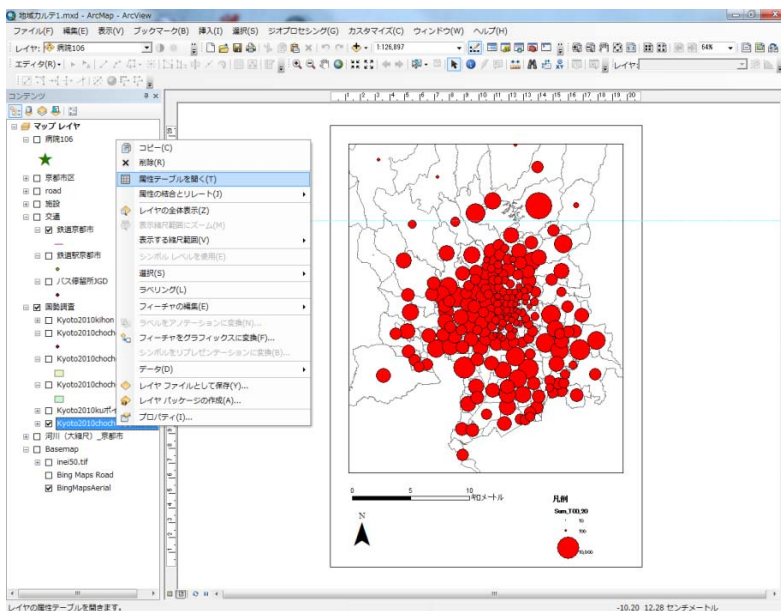 地域カルテ1.mxd - ArcMap - ArcView
ファイル(F) 編集(E) 表示(V) ブックマーク(B) 挿入(I) 選択(S) ジオプロセシング(G) カスタマイズ(C) ウィンドウ(W) ヘルプ(H)
レイヤ: 病院106
1:126,897
64%
エディタ(R)
レイヤ:
コンテンツ
マップ レイヤ
病院106
京都市区
road
施設
交通
鉄道京都市
鉄道駅京都市
バス停留所JGD
国勢調査
Kyoto2010kihon
Kyoto2010choch
Kyoto2010choch
Kyoto2010choch
Kyoto2010kuポイ
Kyoto2010choch
河川（大縮尺）_京都市
Basemap
inei50.tif
Bing Maps Road
BingMapsAerial
コピー(C)
削除(R)
属性テーブルを開く(T)
属性の結合とリレート(J)
レイヤの全体表示(Z)
表示縮尺範囲にズーム(M)
表示する縮尺範囲(V)
シンボル レベルを使用(E)
選択(S)
ラベリング(L)
フィーチャの編集(E)
ラベルをアノテーションに変換(N)...
フィーチャをグラフィックスに変換(F)...
シンボルをリプレゼンテーションに変換(B)...
データ(D)
レイヤ ファイルとして保存(Y)...
レイヤ パッケージの作成(A)...
プロパティ(I)...
0 5 10
キロメートル
N
凡例
Sum_T00_20
10
100
10,000
レイヤの属性テーブルを開きます。
-10.20 12.28 センチメートル